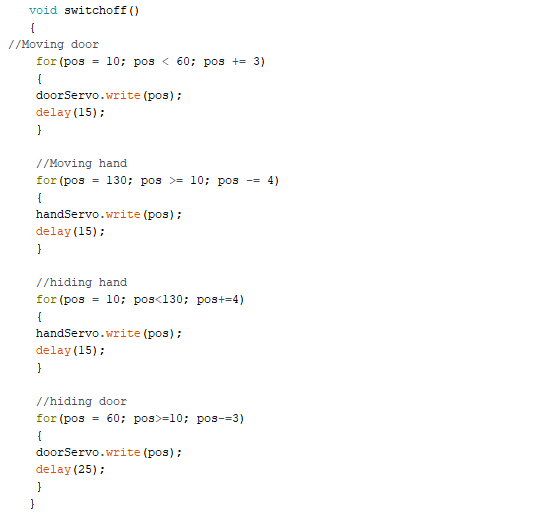 void switchoff()
{
//Moving door
for(pos = 10; pos < 60; pos += 3)
{
doorServo.write(pos);
delay(15);
}
//Moving hand
for(pos = 130; pos >= 10; pos -= 4)
{
handServo.write(pos);
delay(15);
}
//hiding hand
for(pos = 10; pos<130; pos+=4)
{
handServo.write(pos);
delay(15);
}
//hiding door
for(pos = 60; pos>=10; pos-=3)
{
doorServo.write(pos);
delay(25);
}
}